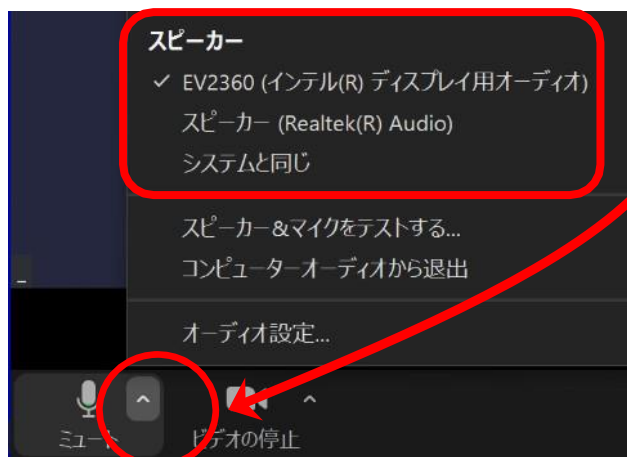 スピーカー
✓ EV2360 (インテル(R) ディスプレイ用オーディオ)
スピーカー (Realtek(R) Audio)
システムと同じ
スピーカー&マイクをテストする...
コンピューターオーディオから退出
オーディオ設定...
ミュート
ビデオの停止